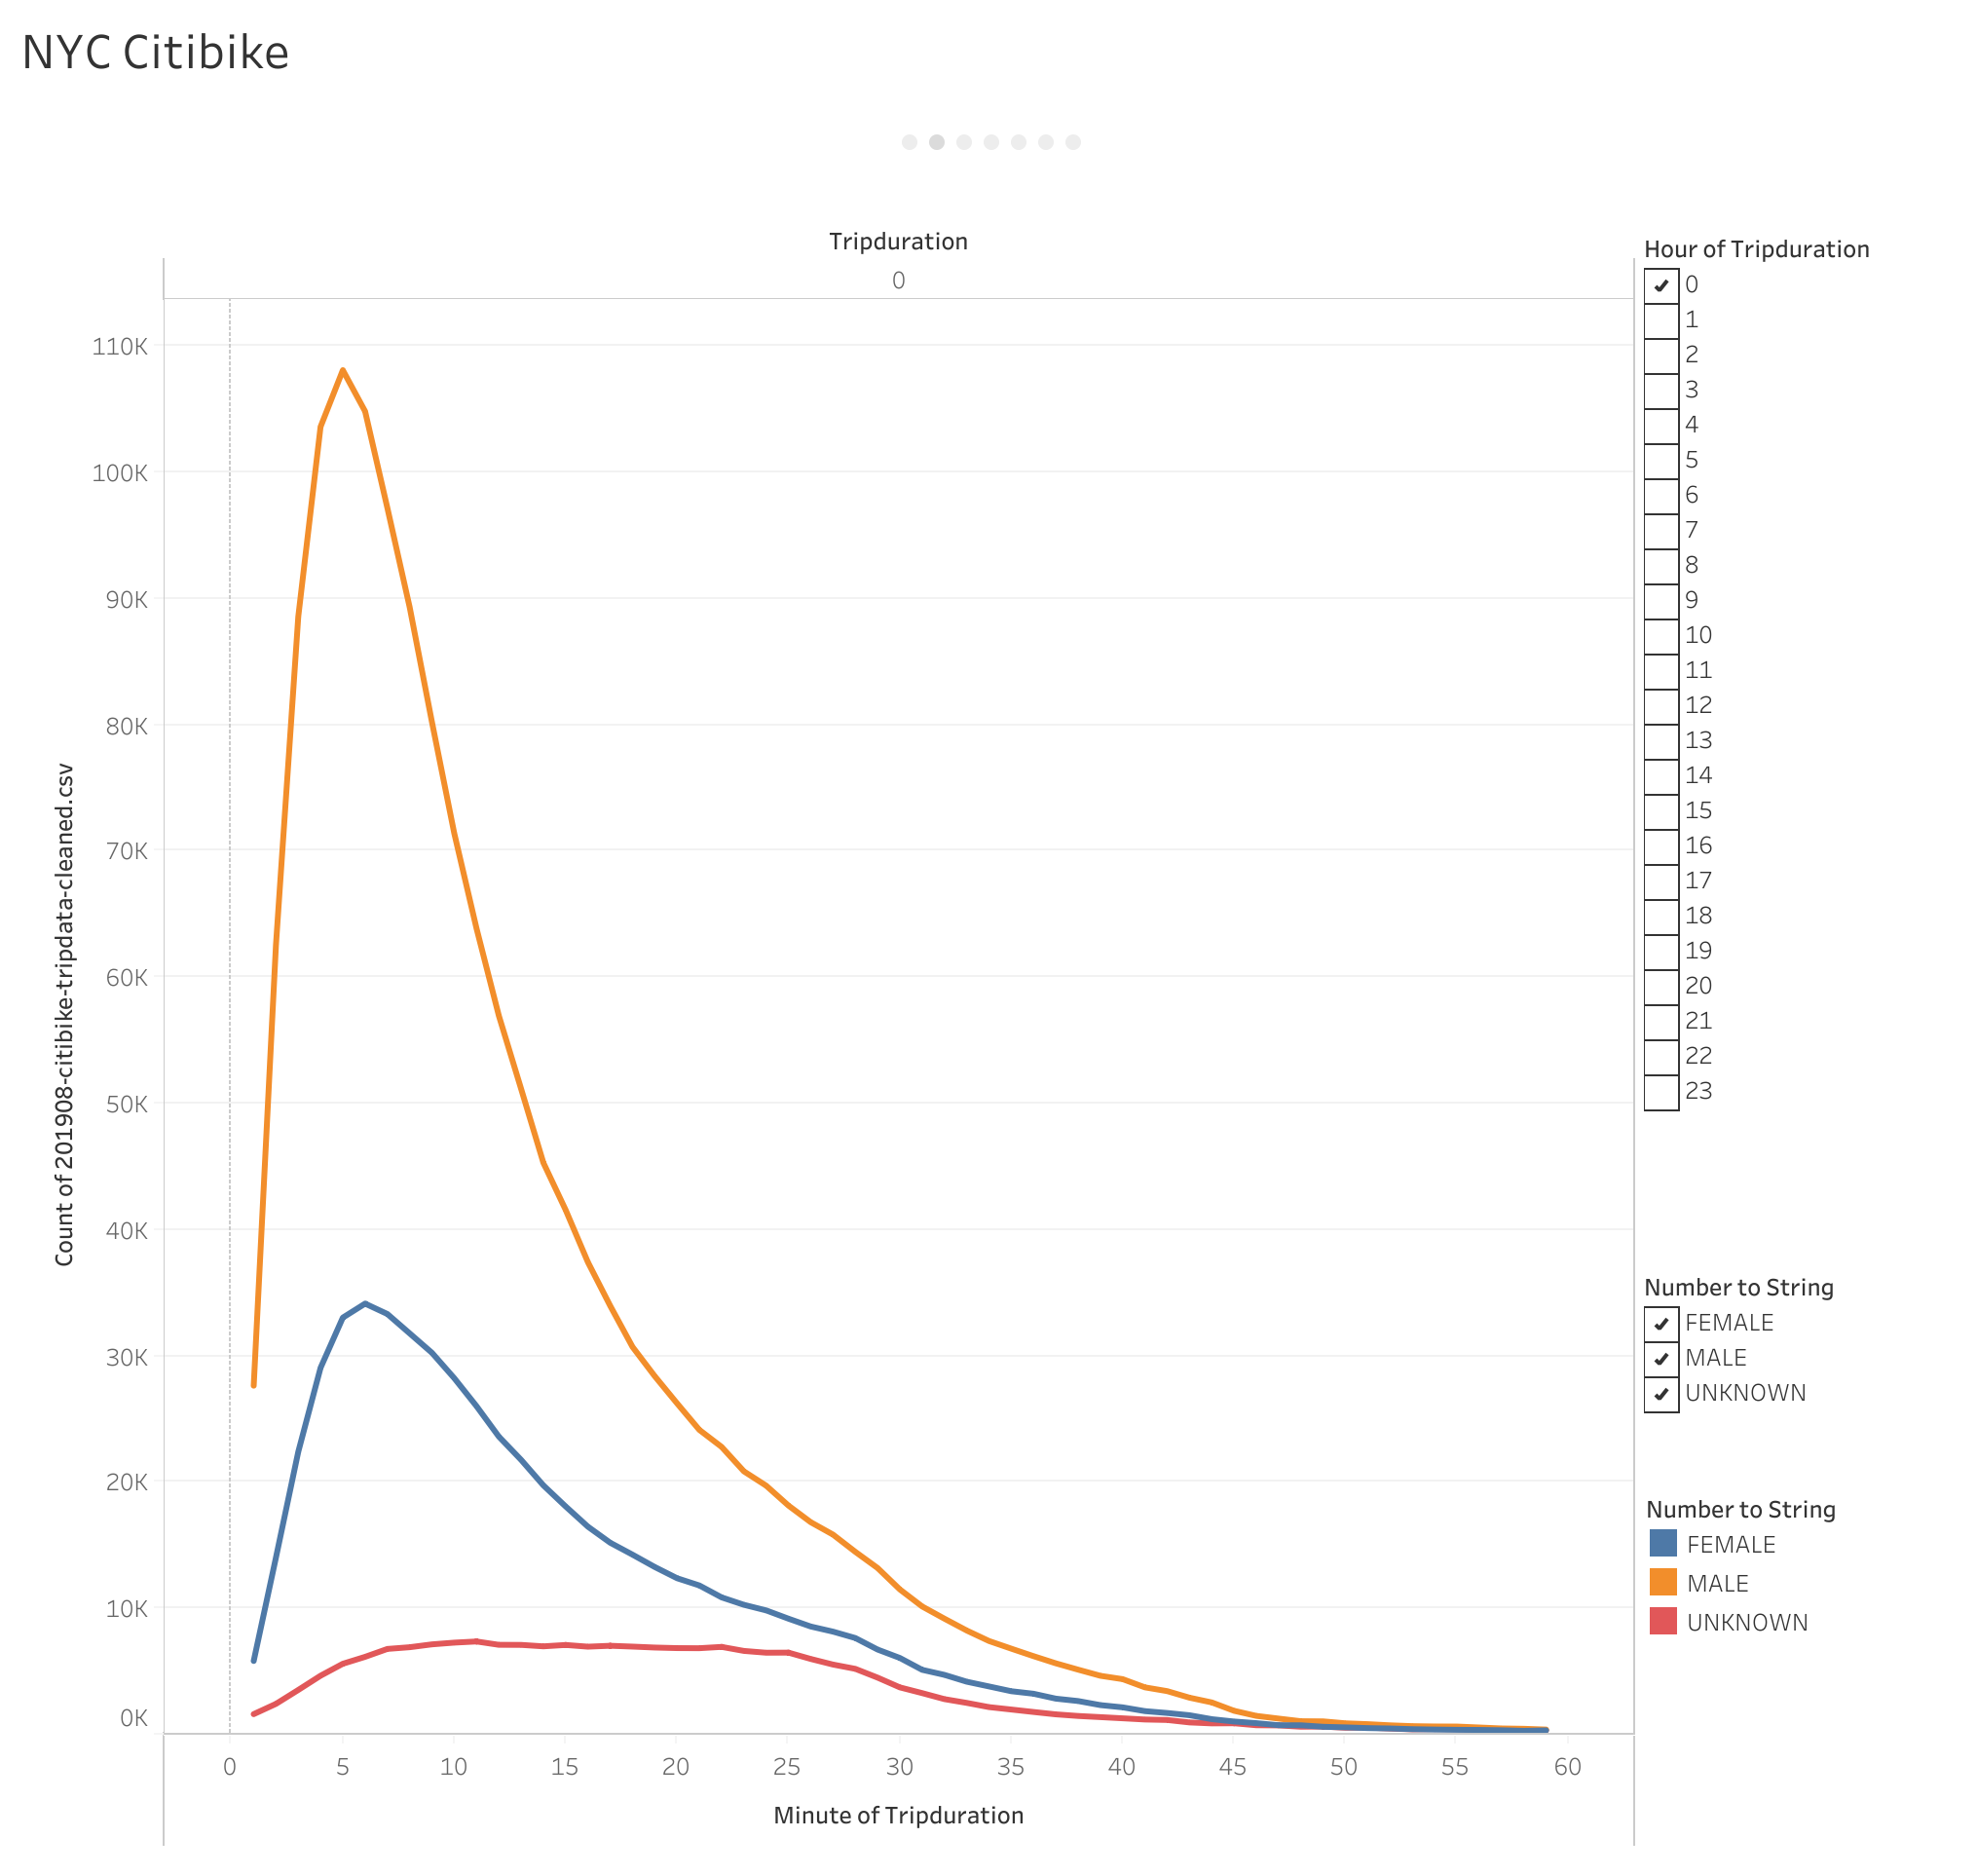 NYC Citibike
Tripduration
0
110K
100K
90K
80K
70K
60K
50K
40K
30K
20K
10K
0K
Count of 201908-citibike-tripdata-cleaned.csv
0 5 10 15 20 25 30 35 40 45 50 55 60
Minute of Tripduration
Hour of Tripduration
0
1
2
3
4
5
6
7
8
9
10
11
12
13
14
15
16
17
18
19
20
21
22
23
Number to String
FEMALE
MALE
UNKNOWN
Number to String
FEMALE
MALE
UNKNOWN